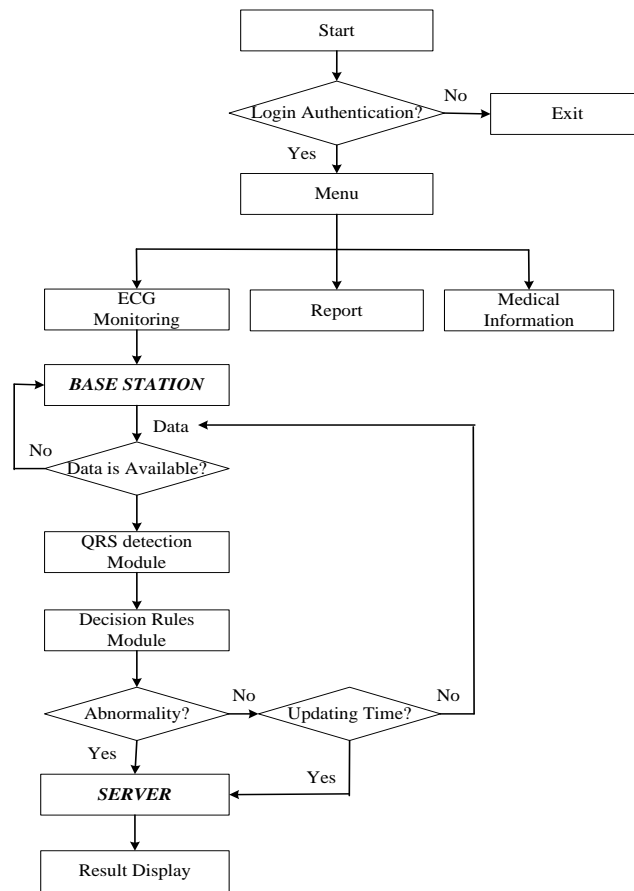 Start
Login Authentication?
No
Exit
Yes
Menu
ECG
Monitoring
Report
Medical
Information
BASE STATION
Data
No
Data is Available?
QRS detection
Module
Decision Rules
Module
Abnormality?
No
Updating Time?
No
Yes
Yes
SERVER
Result Display